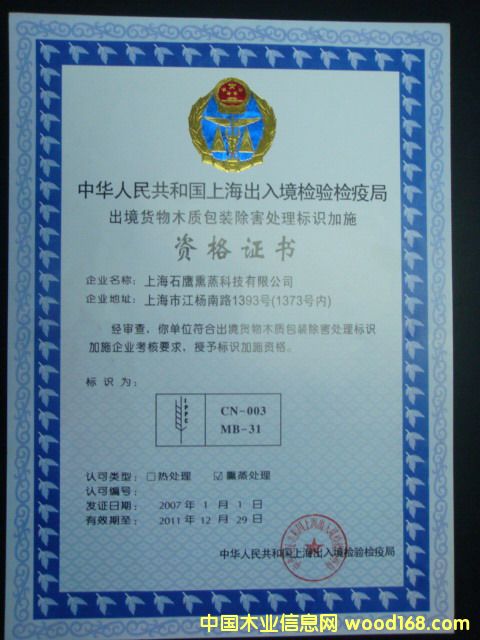 中华人民共和国上海出入境检验检疫局
出境货物木质包装除害处理标识加施
资格证书
企业名称：上海石鹰熏蒸科技有限公司
企业地址：上海市江杨南路1393号(1373号内)
经审查，你单位符合出境货物木质包装除害处理标识
加施企业考核要求，授予标识加施资格。
标识为：
IPPC
CN-003
MB-31
认可类型：☐热处理 ☑熏蒸处理
认可编号：
发证日期： 2007 年 1 月 1 日
有效期至： 2011 年 12 月 29 日
中华人民共和国上海出入境检验检疫局
中国木业信息网 wood168.com